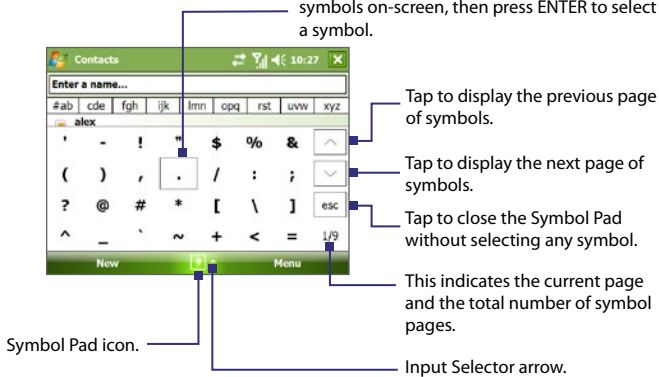 symbols on-screen, then press ENTER to select
a symbol.
Contacts 10:27
Enter a name...
#ab cde fgh ijk lmn opq rst uvw xyz
alex
' - ! " $ % &
( ) , . / : ;
? @ # * [ \ ] esc
^ _ ` ~ + < = 1/9
New Menu
Tap to display the previous page
of symbols.
Tap to display the next page of
symbols.
Tap to close the Symbol Pad
without selecting any symbol.
This indicates the current page
and the total number of symbol
pages.
Symbol Pad icon.
Input Selector arrow.